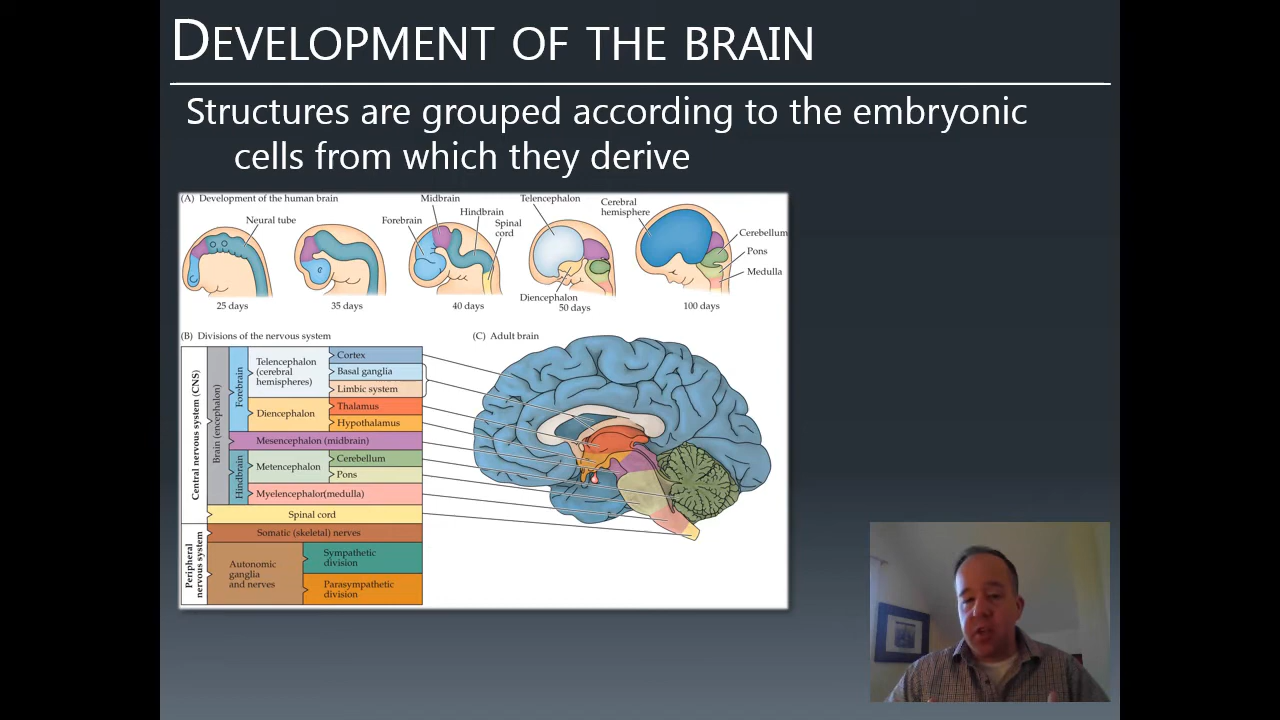 DEVELOPMENT OF THE BRAIN
Structures are grouped according to the embryonic
cells from which they derive
(A) Development of the human brain
Neural tube
25 days
35 days
Forebrain
Midbrain
Hindbrain
Spinal
cord
40 days
Telencephalon
Diencephalon
50 days
Cerebral
hemisphere
Cerebellum
Pons
Medulla
100 days
(B) Divisions of the nervous system
Central nervous system (CNS)
Brain (encephalon)
Forebrain
Telencephalon
(cerebral
hemispheres)
Cortex
Basal ganglia
Limbic system
Diencephalon
Thalamus
Hypothalamus
Mesencephalon (midbrain)
Hindbrain
Metencephalon
Cerebellum
Pons
Myelencephalor(medulla)
Spinal cord
Peripheral
nervous system
Somatic (skeletal) nerves
Autonomic
ganglia
and nerves
Sympathetic
division
Parasympathetic
division
(C) Adult brain